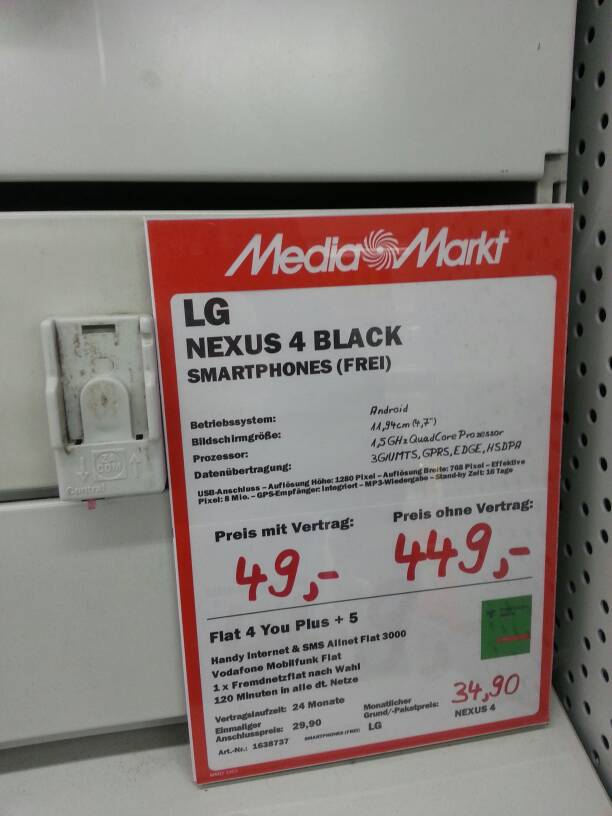 Media Markt
LG
NEXUS 4 BLACK
SMARTPHONES (FREI)
Betriebssystem: Android
Bildschirmgröße: 11,94cm (4,7")
Prozessor: 1,5GHz QuadCore Prozessor
Datenübertragung: 3G/UMTS, GPRS, EDGE, HSDPA
USB-Anschluss – Auflösung Höhe: 1280 Pixel – Auflösung Breite: 768 Pixel – Effektive
Pixel: 8 Mio. – GPS-Empfänger: Integriert – MP3-Wiedergabe – Stand-by Zeit: 16 Tage
Preis mit Vertrag: Preis ohne Vertrag:
49,- 449,-
Flat 4 You Plus + 5
Handy Internet & SMS Allnet Flat 3000
Vodafone Mobilfunk Flat
1 x Fremdnetzflat nach Wahl
120 Minuten in alle dt. Netze
Vertragslaufzeit: 24 Monate
Einmaliger
Anschlusspreis: 29,90
Monatlicher
Grund-/Paketpreis: 34,90
Art.-Nr.: 1638737 SMARTPHONES (FREI) LG NEXUS 4
Control